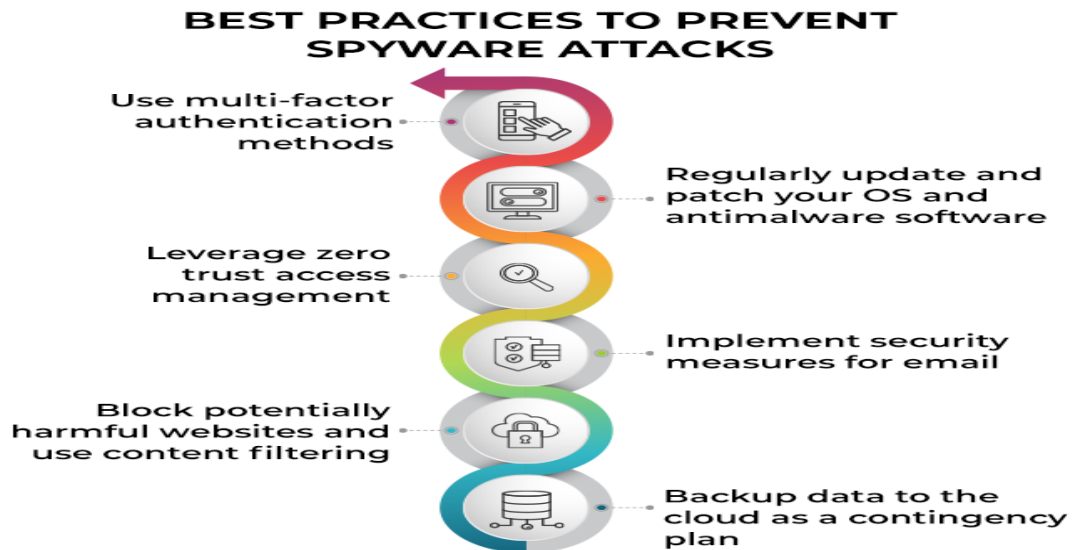 BEST PRACTICES TO PREVENT
SPYWARE ATTACKS
Use multi-factor
authentication
methods
Regularly update and
patch your OS and
antimalware software
Leverage zero
trust access
management
Implement security
measures for email
Block potentially
harmful websites and
use content filtering
Backup data to the
cloud as a contingency
plan